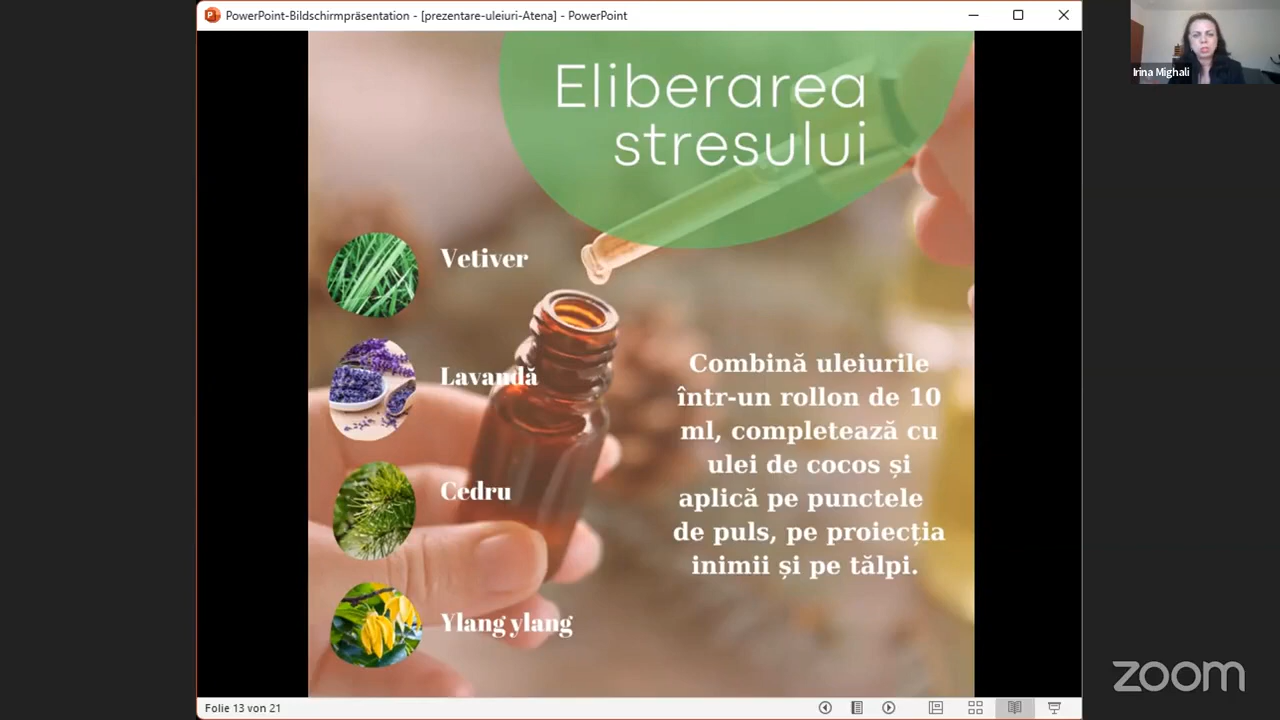 PowerPoint-Bildschirmpräsentation - [prezentare-uleiuri-Atena] - PowerPoint
Irina Mighali
Eliberarea
stresului
Vetiver
Lavandă
Cedru
Ylang ylang
Combină uleiurile
într-un rollon de 10
ml, completează cu
ulei de cocos și
aplică pe punctele
de puls, pe proiecția
inimii și pe tălpi.
Folie 13 von 21
zoom